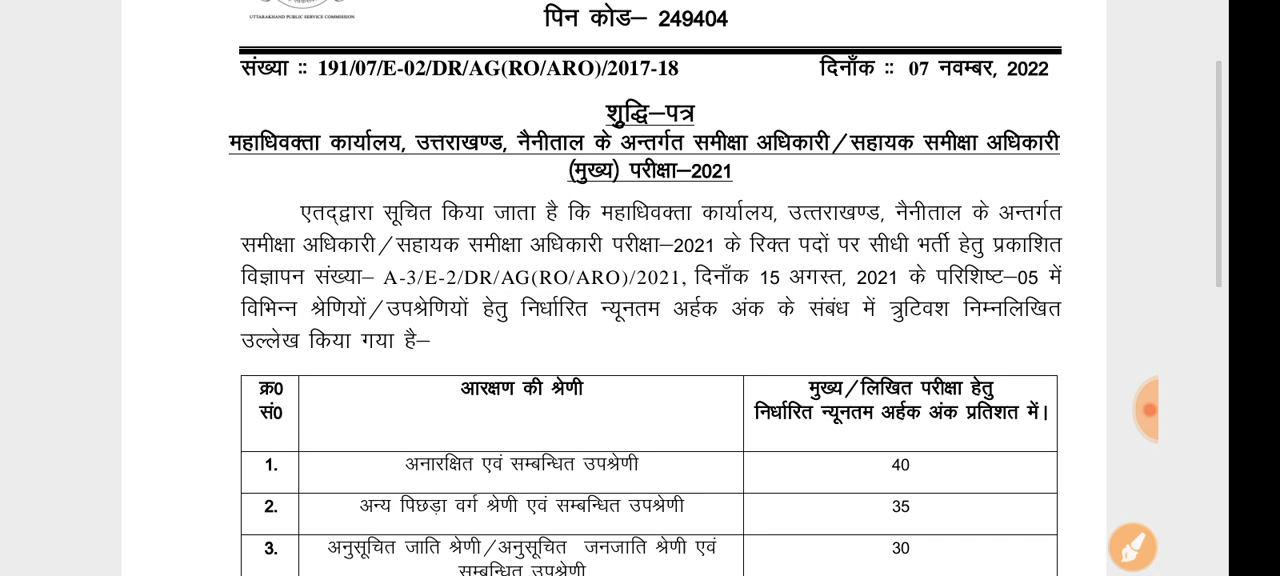 UTTARAKHAND PUBLIC SERVICE COMMISSION
पिन कोड– 249404
संख्या :: 191/07/E-02/DR/AG(RO/ARO)/2017-18 दिनाँक :: 07 नवम्बर, 2022
शुद्धि–पत्र
महाधिवक्ता कार्यालय, उत्तराखण्ड, नैनीताल के अन्तर्गत समीक्षा अधिकारी/सहायक समीक्षा अधिकारी
(मुख्य) परीक्षा–2021
एतद्द्वारा सूचित किया जाता है कि महाधिवक्ता कार्यालय, उत्तराखण्ड, नैनीताल के अन्तर्गत
समीक्षा अधिकारी/सहायक समीक्षा अधिकारी परीक्षा–2021 के रिक्त पदों पर सीधी भर्ती हेतु प्रकाशित
विज्ञापन संख्या– A-3/E-2/DR/AG(RO/ARO)/2021, दिनाँक 15 अगस्त, 2021 के परिशिष्ट–05 में
विभिन्न श्रेणियों/उपश्रेणियों हेतु निर्धारित न्यूनतम अर्हक अंक के संबंध में त्रुटिवश निम्नलिखित
उल्लेख किया गया है–
क्र0
सं0
आरक्षण की श्रेणी
मुख्य/लिखित परीक्षा हेतु
निर्धारित न्यूनतम अर्हक अंक प्रतिशत में।
1. अनारक्षित एवं सम्बन्धित उपश्रेणी 40
2. अन्य पिछड़ा वर्ग श्रेणी एवं सम्बन्धित उपश्रेणी 35
3. अनुसूचित जाति श्रेणी/अनुसूचित जनजाति श्रेणी एवं 30
सम्बन्धित उपश्रेणी